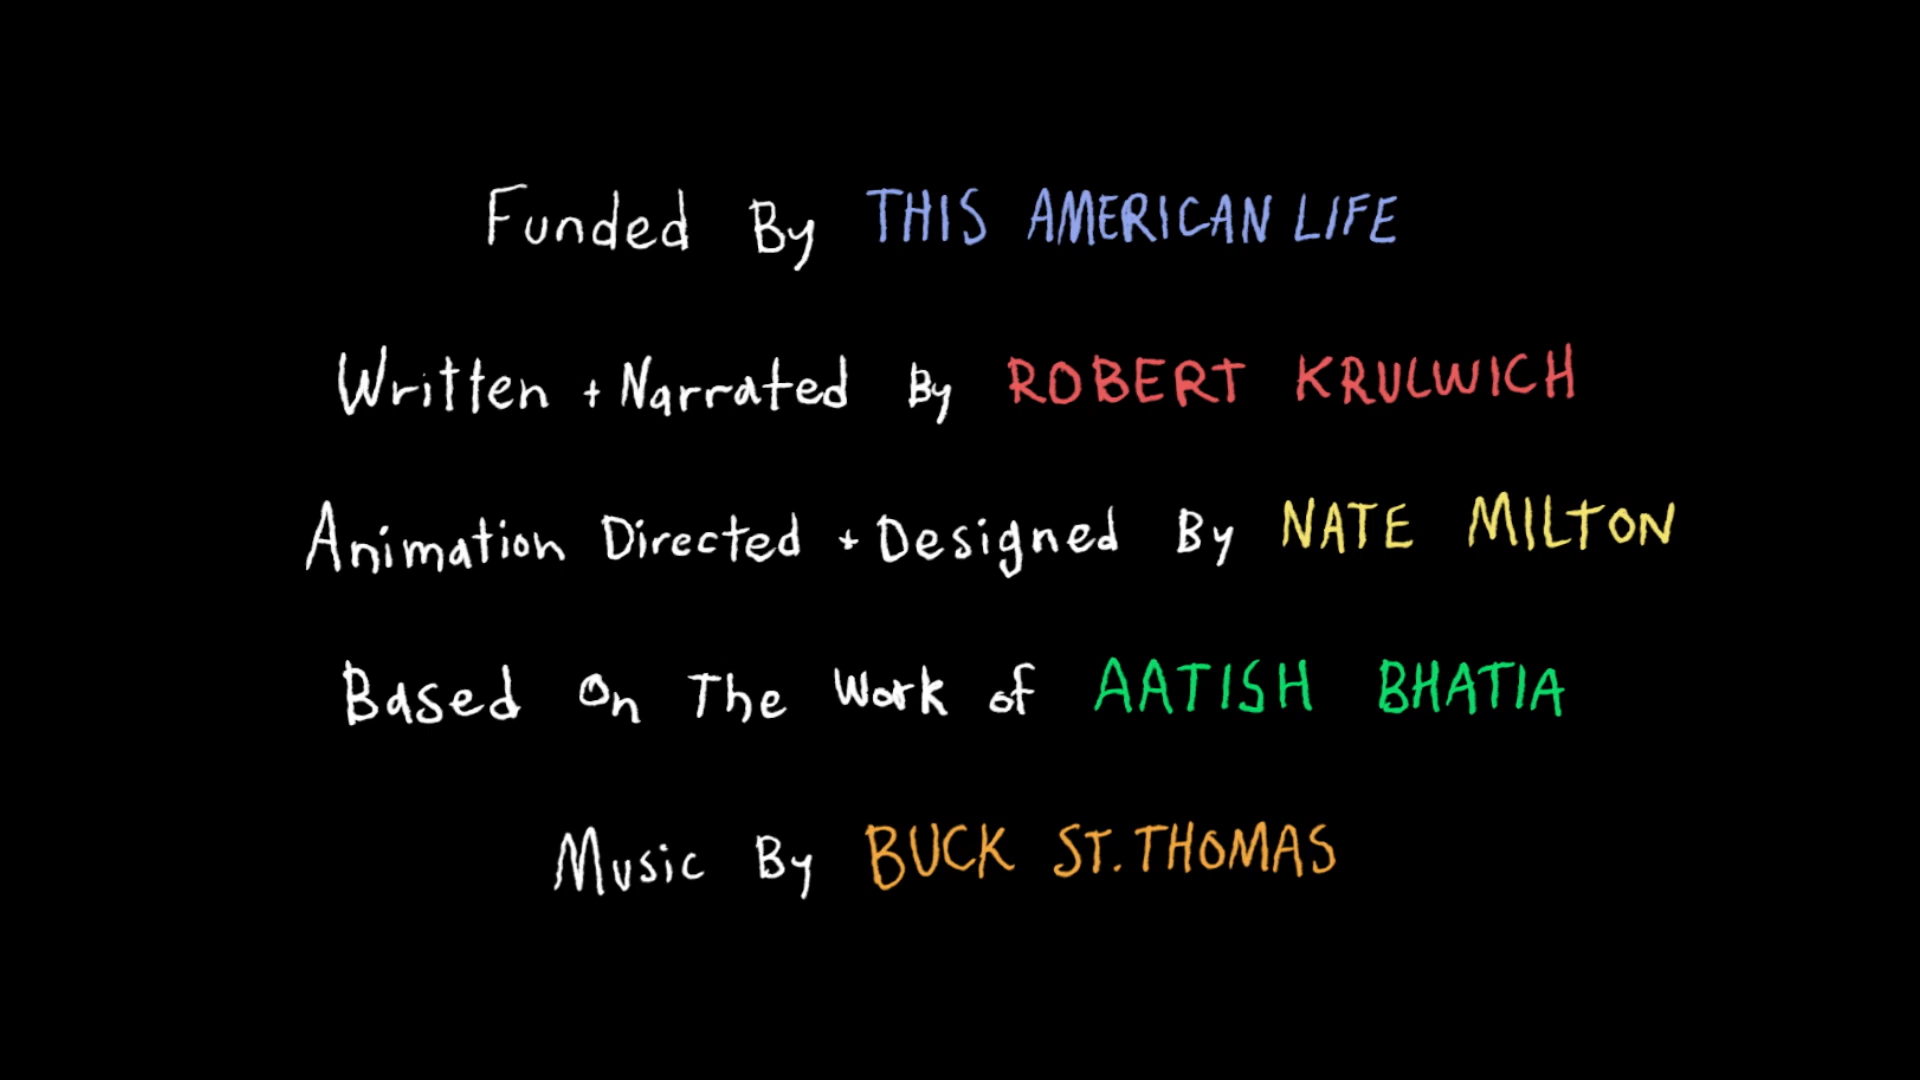 Funded By THIS AMERICAN LIFE
Written + Narrated By ROBERT KRULWICH
Animation Directed + Designed By NATE MILTON
Based On The Work of AATISH BHATIA
Music By BUCK ST. THOMAS